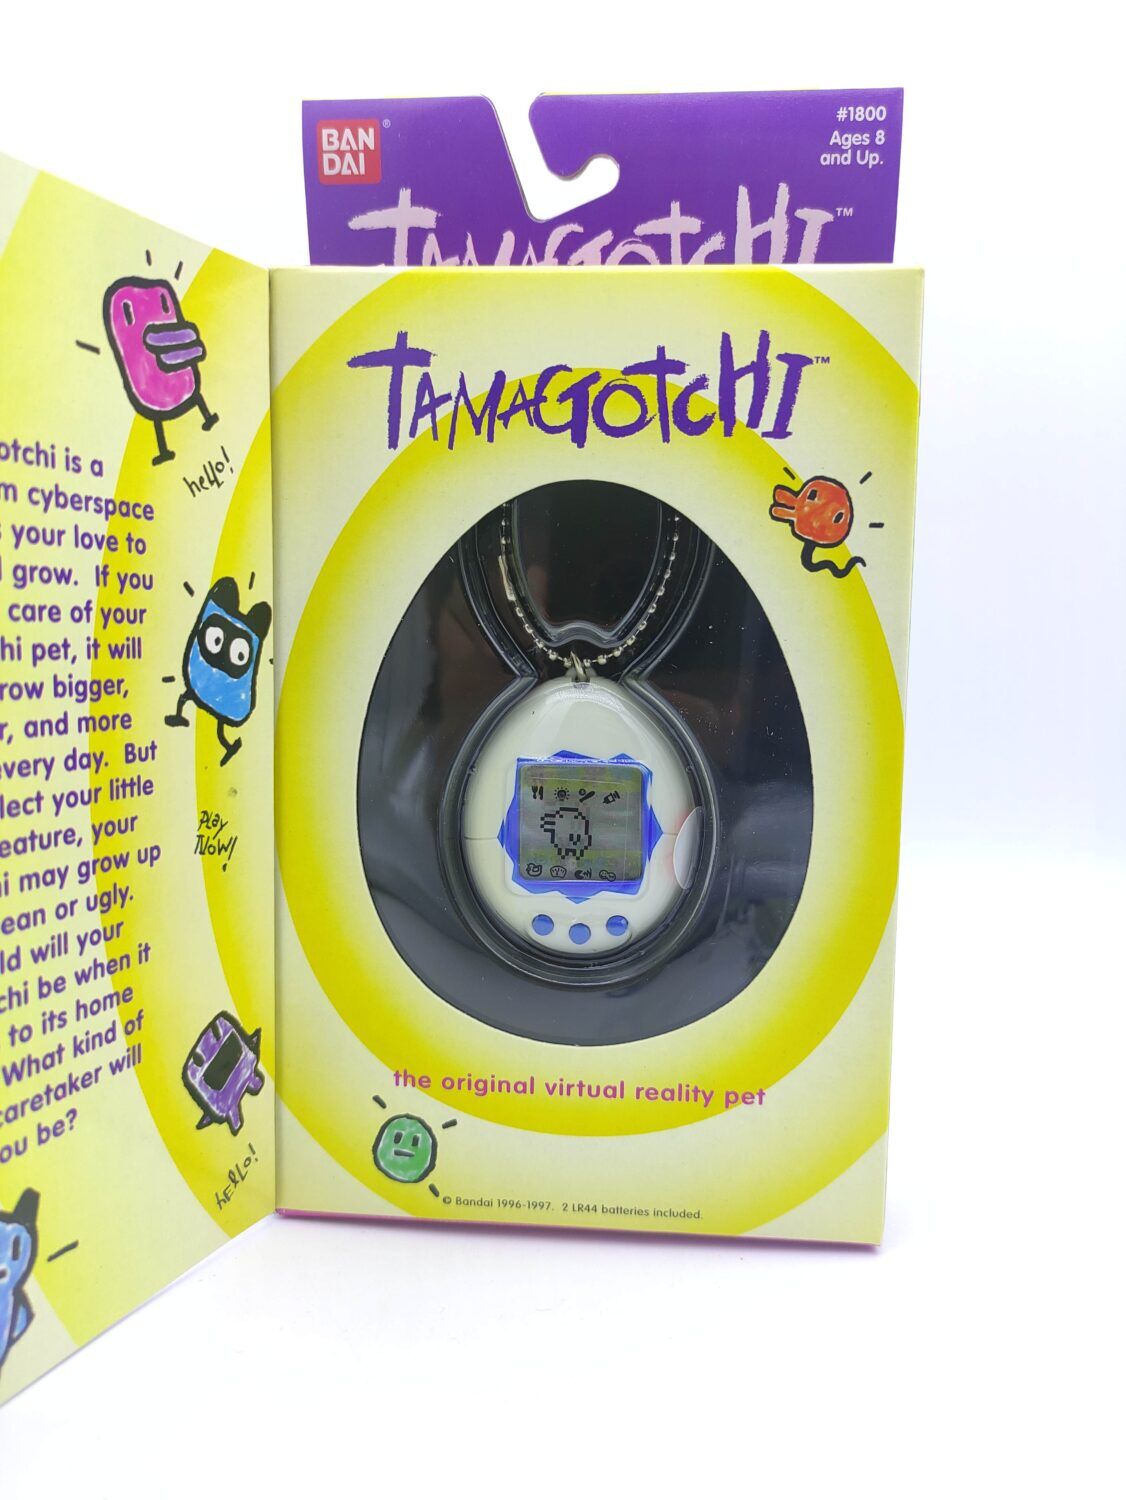 BAN
DAI®
#1800
Ages 8
and Up.
TAMAGOTCHI™
TAMAGOTCHI™
the original virtual reality pet
© Bandai 1996-1997. 2 LR44 batteries included.
hello!
otchi is a
m cyberspace
your love to
grow. If you
care of your
hi pet, it will
row bigger,
r, and more
every day. But
lect your little
eature, your
i may grow up
ean or ugly.
ld will your
chi be when it
to its home
What kind of
caretaker will
ou be?
PLay
NoW!
hELLO!